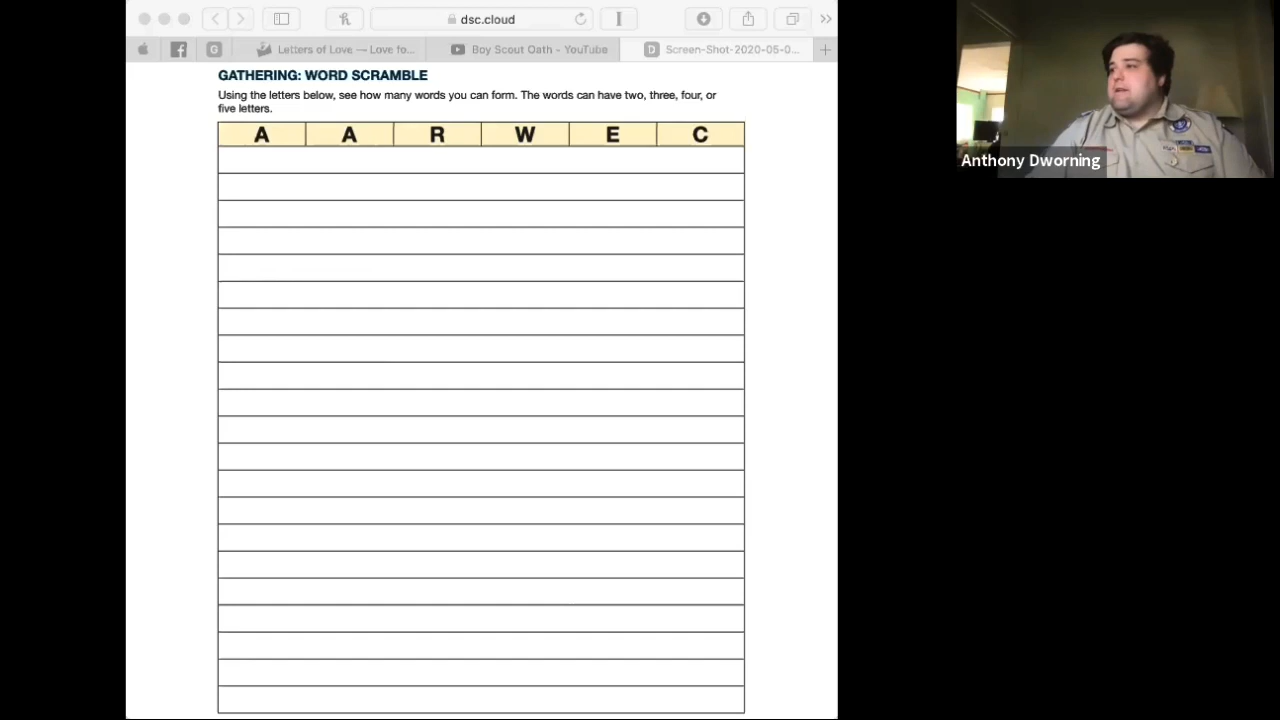 dsc.cloud
Letters of Love — Love fo...
Boy Scout Oath - YouTube
Screen-Shot-2020-05-0...
GATHERING: WORD SCRAMBLE
Using the letters below, see how many words you can form. The words can have two, three, four, or
five letters.
A A R W E C
Anthony Dworning